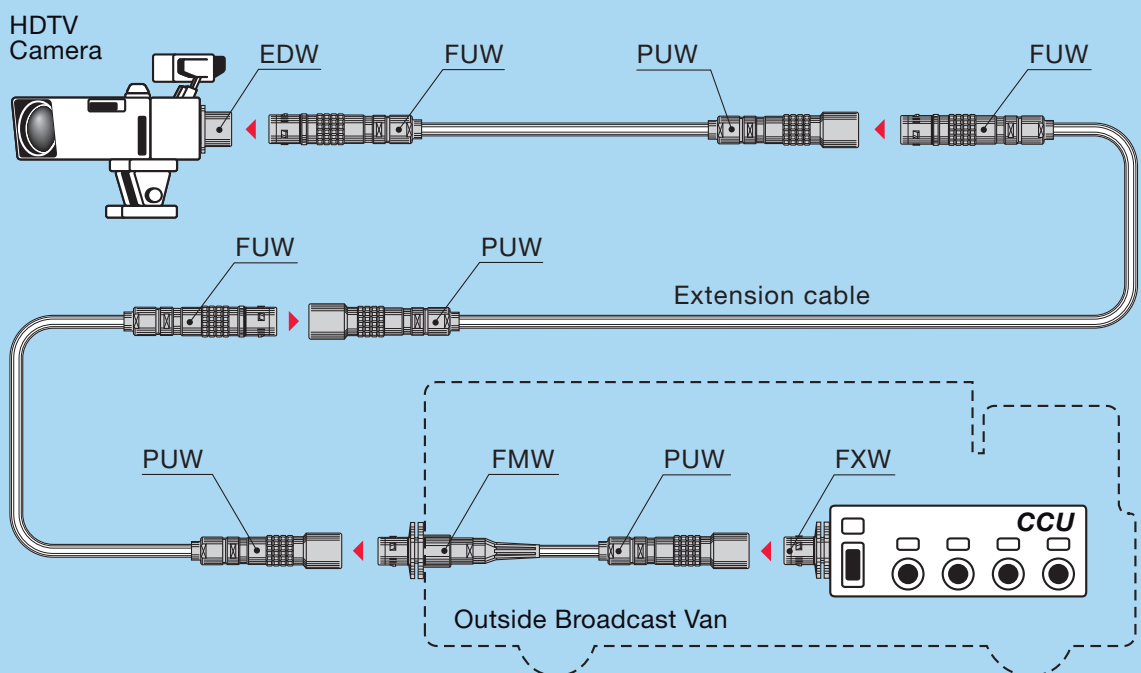 HDTV
Camera
EDW
FUW
PUW
FUW
FUW
PUW
Extension cable
PUW
FMW
PUW
FXW
CCU
Outside Broadcast Van